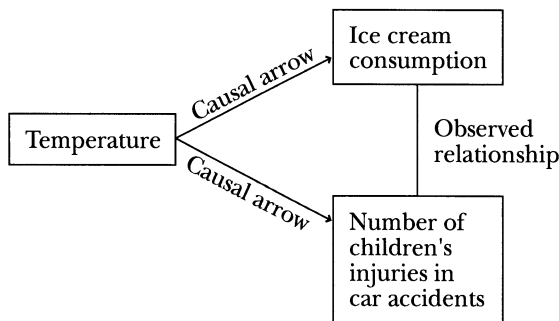 Ice cream
consumption
Causal arrow
Temperature
Observed
relationship
Causal arrow
Number of
children's
injuries in
car accidents